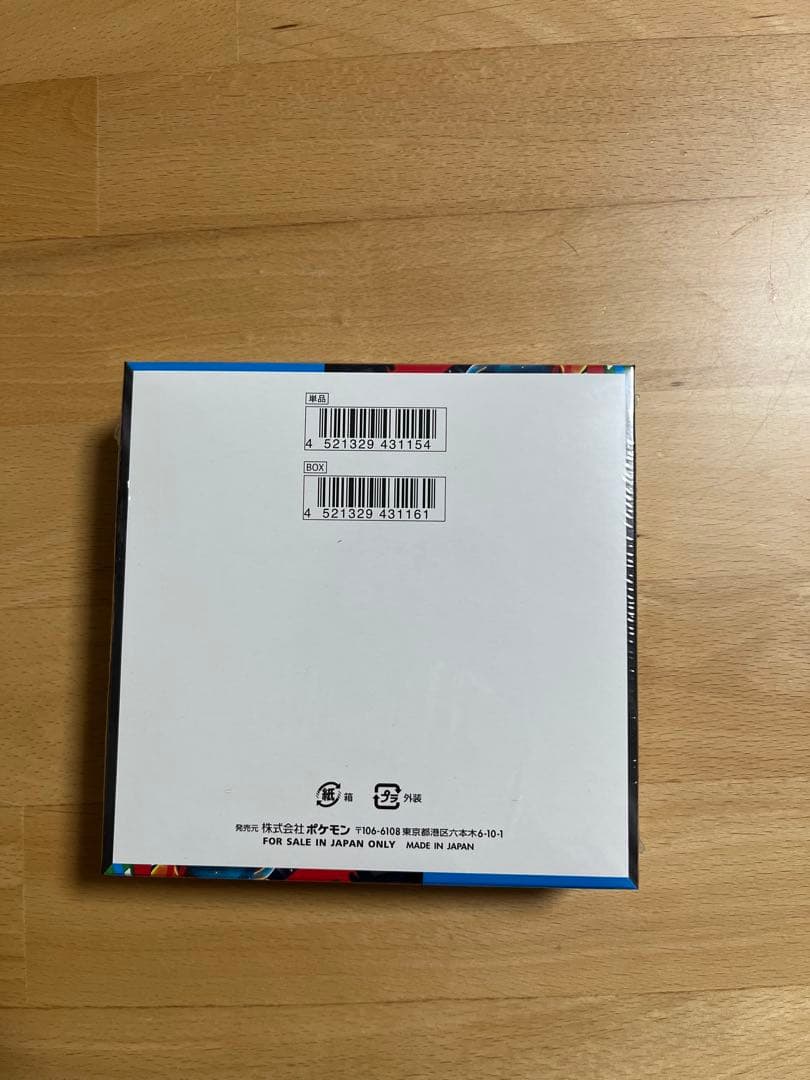 単品
4 521329 431154
BOX
4 521329 431161
紙 箱 プラ 外装
発売元 株式会社ポケモン 〒106-6108 東京都港区六本木6-10-1
FOR SALE IN JAPAN ONLY MADE IN JAPAN